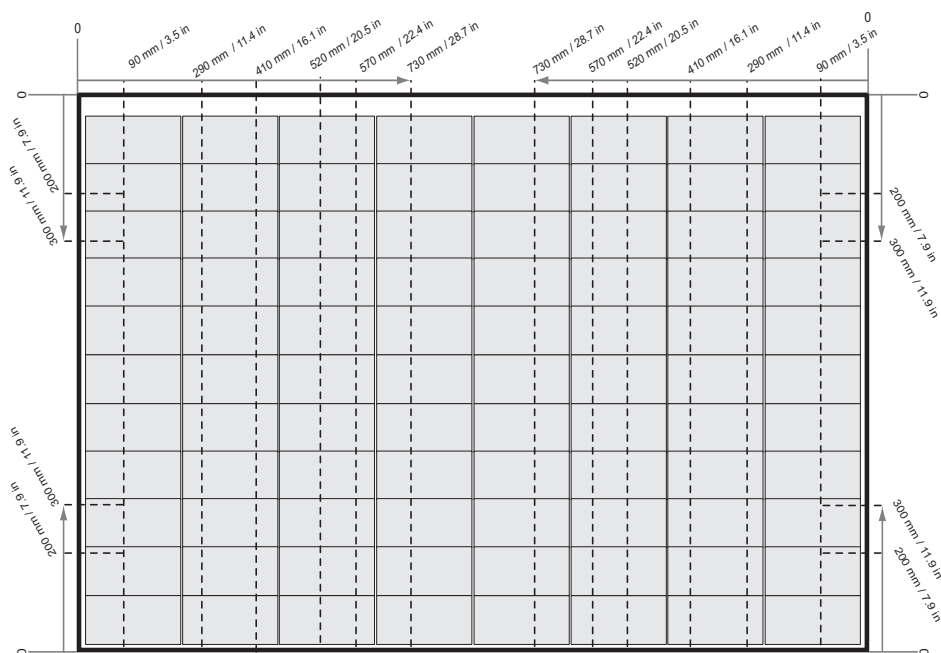 0
90 mm / 3.5 in
290 mm / 11.4 in
410 mm / 16.1 in
520 mm / 20.5 in
570 mm / 22.4 in
730 mm / 28.7 in
730 mm / 28.7 in
570 mm / 22.4 in
520 mm / 20.5 in
410 mm / 16.1 in
290 mm / 11.4 in
90 mm / 3.5 in
0
0
0
200 mm / 7.9 in
300 mm / 11.9 in
200 mm / 7.9 in
300 mm / 11.9 in
300 mm / 11.9 in
200 mm / 7.9 in
300 mm / 11.9 in
200 mm / 7.9 in
0
0